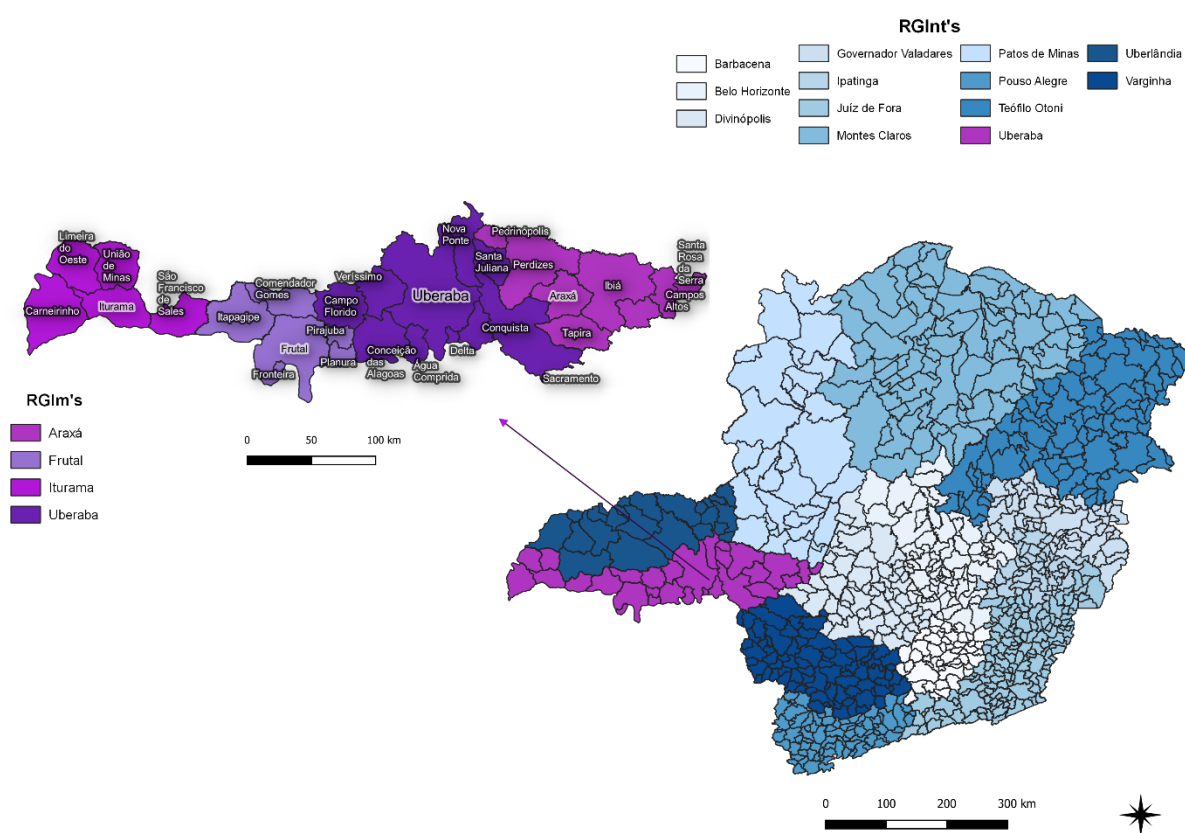 RGInt's
Barbacena
Belo Horizonte
Divinópolis
Governador Valadares
Ipatinga
Juíz de Fora
Montes Claros
Patos de Minas
Pouso Alegre
Teófilo Otoni
Uberaba
Uberlândia
Varginha
Limeira
do
Oeste
União
de
Minas
São
Francisco
de
Sales
Carneirinho
Iturama
Comendador
Gomes
Itapagipe
Veríssimo
Campo
Florido
Pirajuba
Frutal
Planura
Fronteira
Conceição
das
Alagoas
Água
Comprida
Delta
Uberaba
Nova
Ponte
Santa
Juliana
Pedrinópolis
Perdizes
Conquista
Sacramento
Araxá
Tapira
Ibiá
Santa
Rosa
da
Serra
Campos
Altos
RGIm's
Araxá
Frutal
Iturama
Uberaba
0 50 100 km
0 100 200 300 km